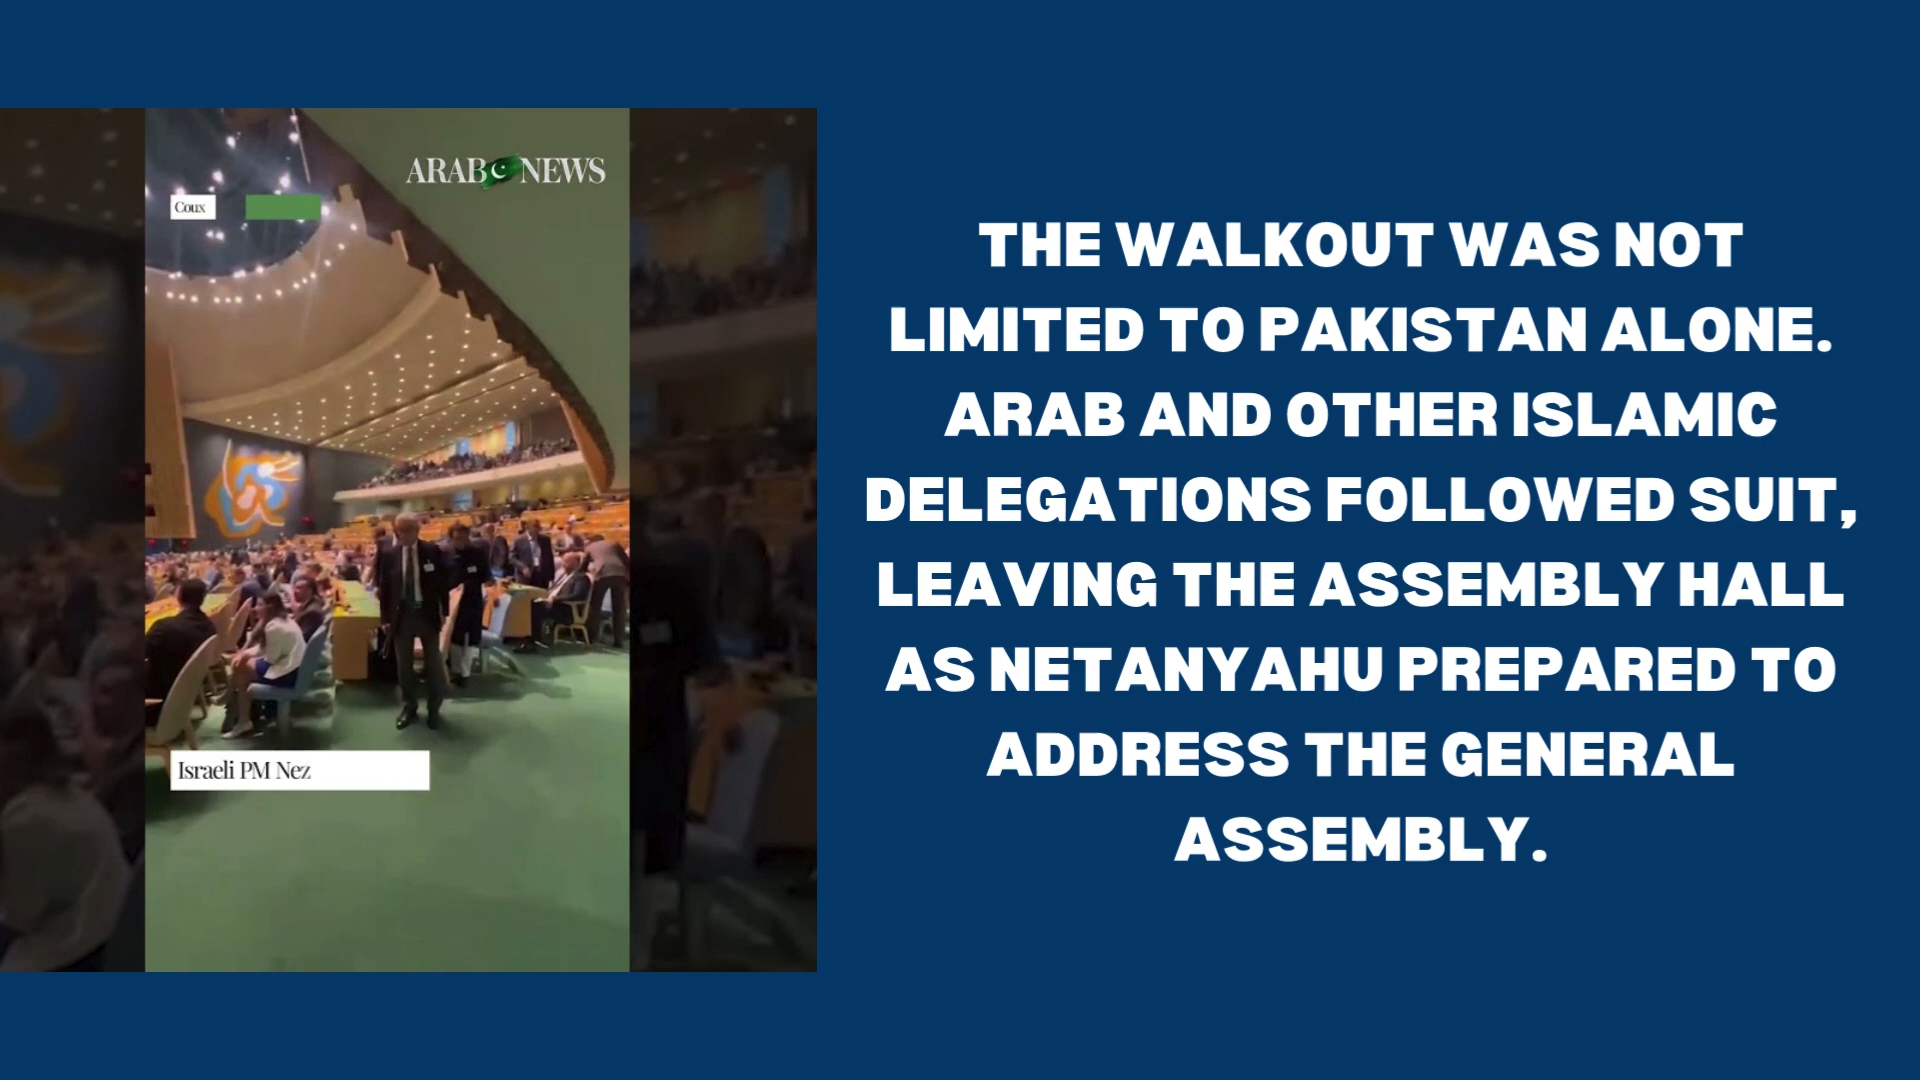 ARAB NEWS
Coux
Israeli PM Nez
THE WALKOUT WAS NOT
LIMITED TO PAKISTAN ALONE.
ARAB AND OTHER ISLAMIC
DELEGATIONS FOLLOWED SUIT,
LEAVING THE ASSEMBLY HALL
AS NETANYAHU PREPARED TO
ADDRESS THE GENERAL
ASSEMBLY.